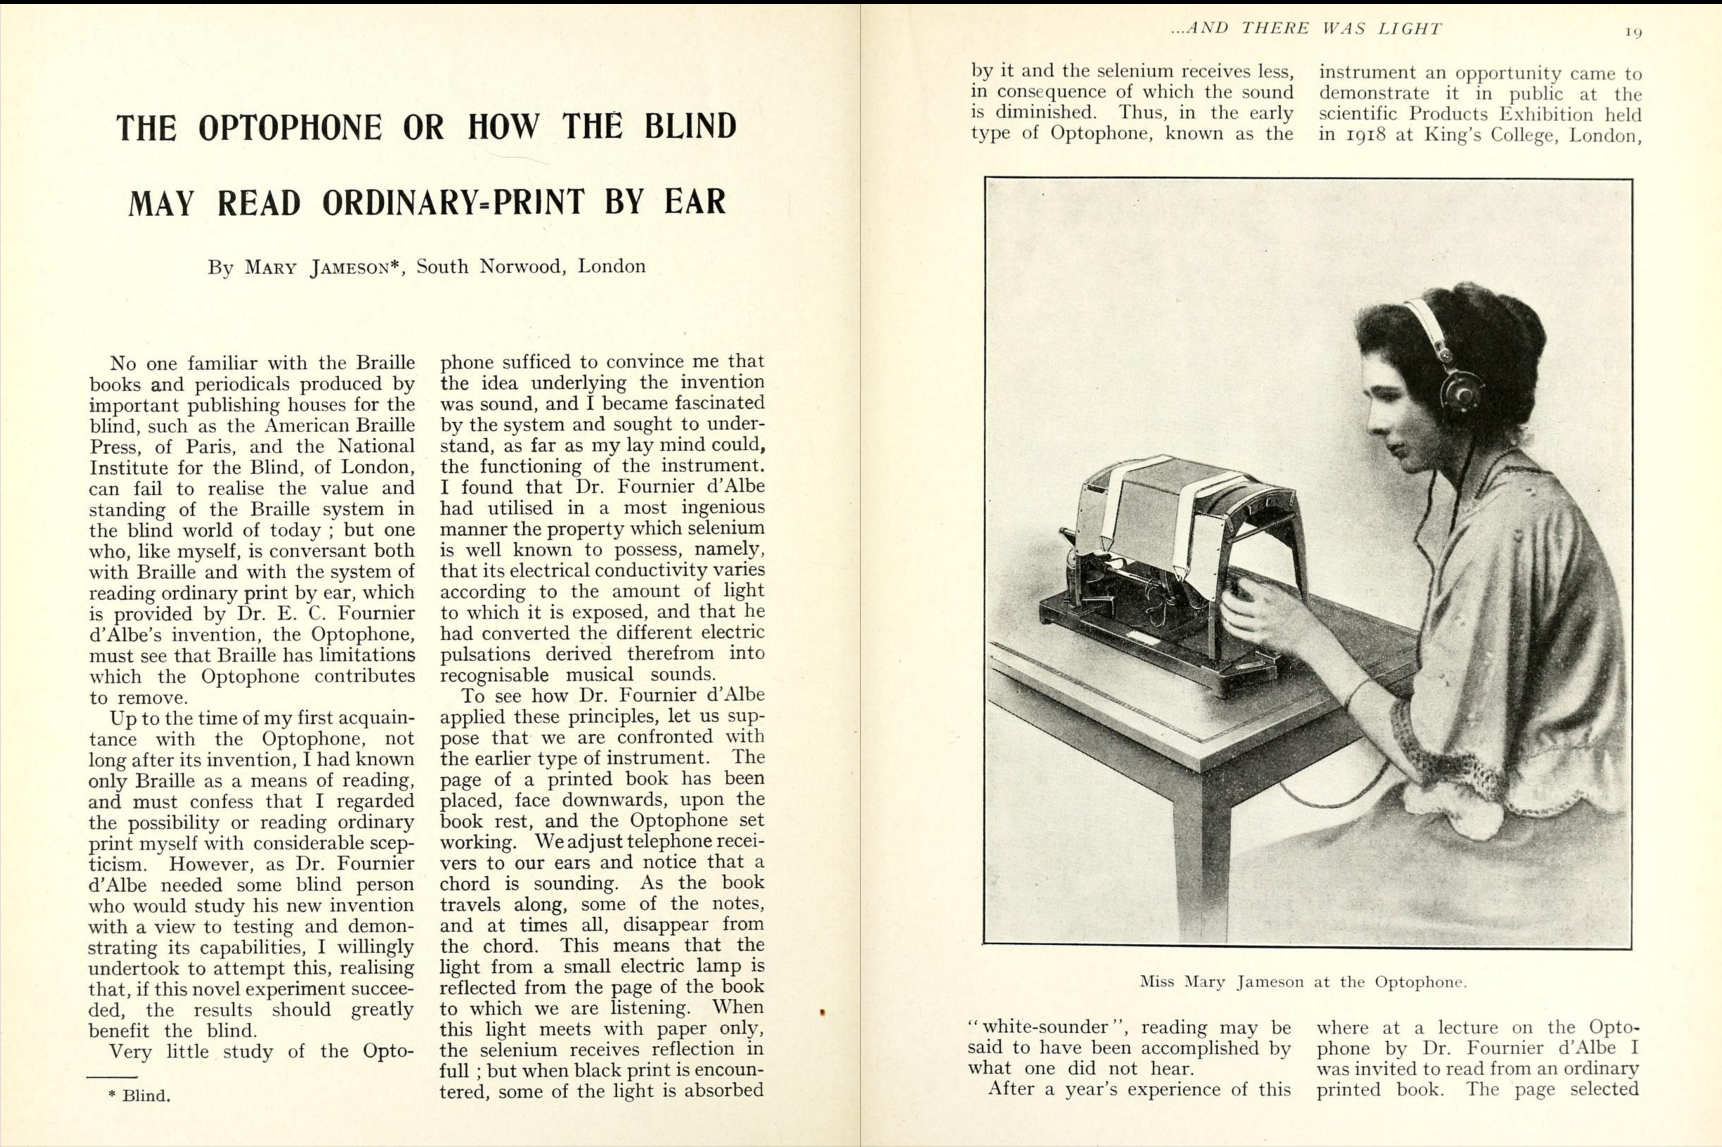 THE OPTOPHONE OR HOW THE BLIND
MAY READ ORDINARY=PRINT BY EAR
By MARY JAMESON*, South Norwood, London
No one familiar with the Braille
books and periodicals produced by
important publishing houses for the
blind, such as the American Braille
Press, of Paris, and the National
Institute for the Blind, of London,
can fail to realise the value and
standing of the Braille system in
the blind world of today ; but one
who, like myself, is conversant both
with Braille and with the system of
reading ordinary print by ear, which
is provided by Dr. E. C. Fournier
d'Albe's invention, the Optophone,
must see that Braille has limitations
which the Optophone contributes
to remove.
Up to the time of my first acquain-
tance with the Optophone, not
long after its invention, I had known
only Braille as a means of reading,
and must confess that I regarded
the possibility or reading ordinary
print myself with considerable scep-
ticism. However, as Dr. Fournier
d'Albe needed some blind person
who would study his new invention
with a view to testing and demon-
strating its capabilities, I willingly
undertook to attempt this, realising
that, if this novel experiment succee-
ded, the results should greatly
benefit the blind.
Very little study of the Opto-
* Blind.
phone sufficed to convince me that
the idea underlying the invention
was sound, and I became fascinated
by the system and sought to under-
stand, as far as my lay mind could,
the functioning of the instrument.
I found that Dr. Fournier d'Albe
had utilised in a most ingenious
manner the property which selenium
is well known to possess, namely,
that its electrical conductivity varies
according to the amount of light
to which it is exposed, and that he
had converted the different electric
pulsations derived therefrom into
recognisable musical sounds.
To see how Dr. Fournier d'Albe
applied these principles, let us sup-
pose that we are confronted with
the earlier type of instrument. The
page of a printed book has been
placed, face downwards, upon the
book rest, and the Optophone set
working. We adjust telephone recei-
vers to our ears and notice that a
chord is sounding. As the book
travels along, some of the notes,
and at times all, disappear from
the chord. This means that the
light from a small electric lamp is
reflected from the page of the book
to which we are listening. When
this light meets with paper only,
the selenium receives reflection in
full ; but when black print is encoun-
tered, some of the light is absorbed
...AND THERE WAS LIGHT 19
by it and the selenium receives less,
in consequence of which the sound
is diminished. Thus, in the early
type of Optophone, known as the
instrument an opportunity came to
demonstrate it in public at the
scientific Products Exhibition held
in 1918 at King's College, London,
Miss Mary Jameson at the Optophone.
"white-sounder", reading may be
said to have been accomplished by
what one did not hear.
After a year's experience of this
where at a lecture on the Opto-
phone by Dr. Fournier d'Albe I
was invited to read from an ordinary
printed book. The page selected